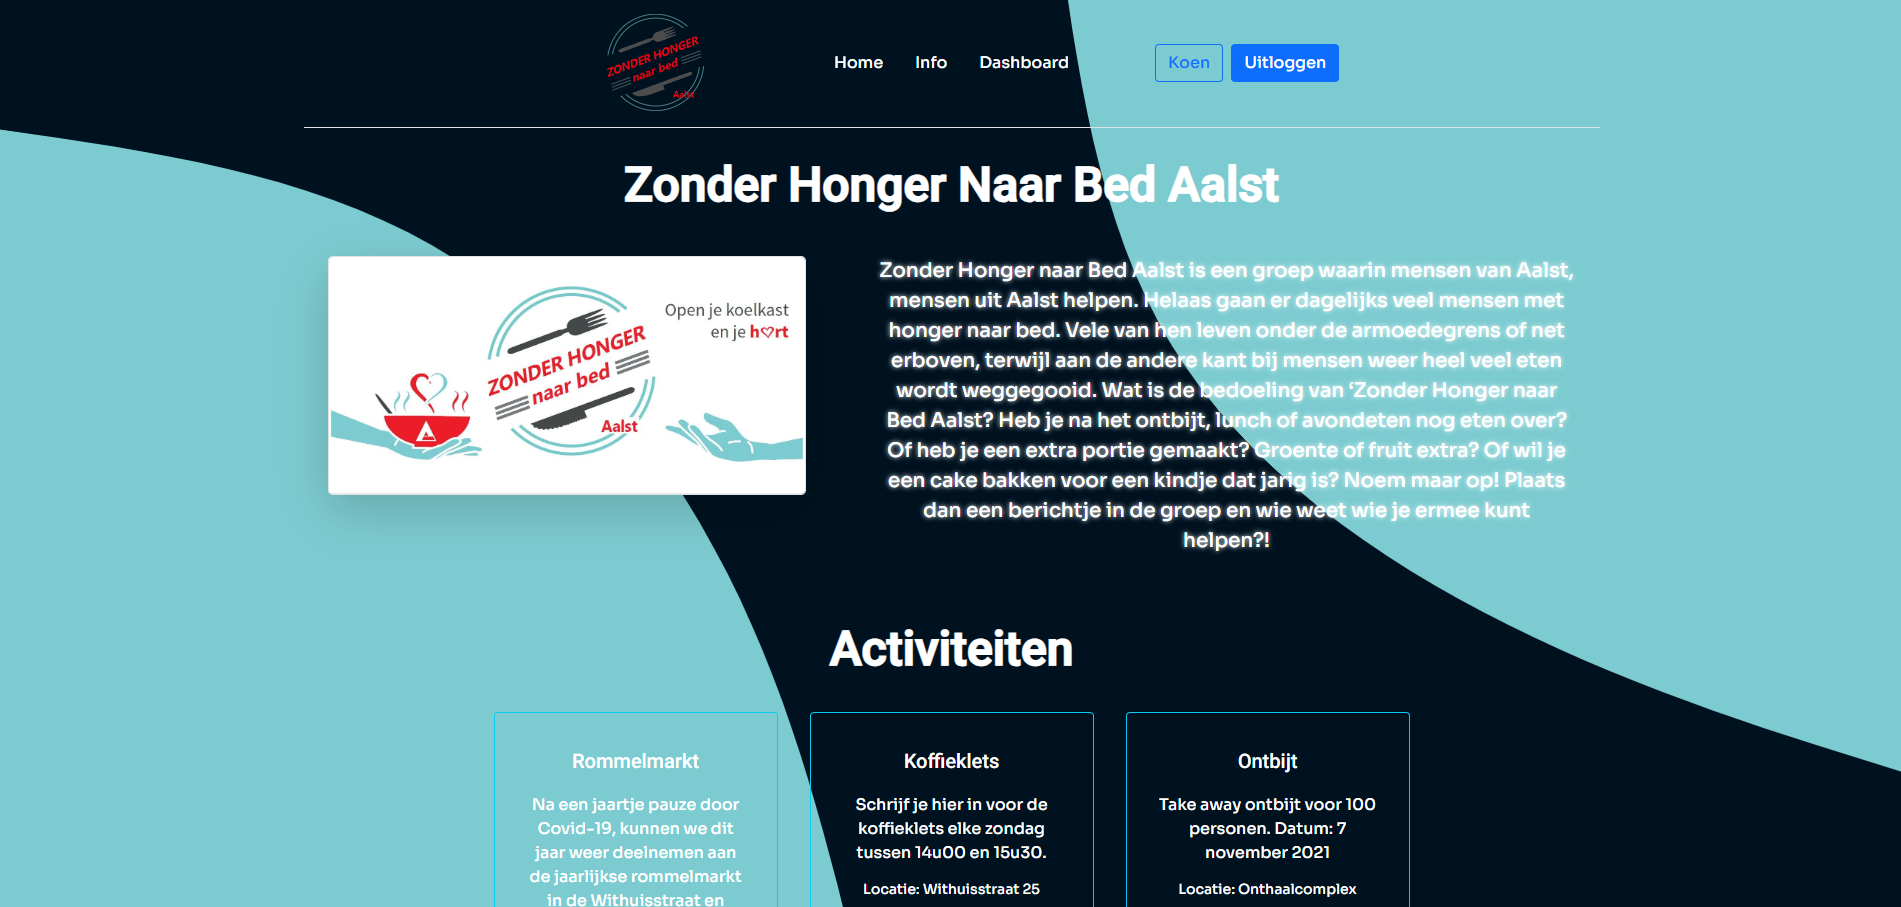 ZONDER HONGER
naar bed
Aalst
Home Info Dashboard Koen Uitloggen
Zonder Honger Naar Bed Aalst
Open je koelkast
en je h♡rt
ZONDER HONGER
naar bed
Aalst
Zonder Honger naar Bed Aalst is een groep waarin mensen van Aalst,
mensen uit Aalst helpen. Helaas gaan er dagelijks veel mensen met
honger naar bed. Vele van hen leven onder de armoedegrens of net
erboven, terwijl aan de andere kant bij mensen weer heel veel eten
wordt weggegooid. Wat is de bedoeling van ‘Zonder Honger naar
Bed Aalst? Heb je na het ontbijt, lunch of avondeten nog eten over?
Of heb je een extra portie gemaakt? Groente of fruit extra? Of wil je
een cake bakken voor een kindje dat jarig is? Noem maar op! Plaats
dan een berichtje in de groep en wie weet wie je ermee kunt
helpen?!
Activiteiten
Rommelmarkt
Na een jaartje pauze door
Covid-19, kunnen we dit
jaar weer deelnemen aan
de jaarlijkse rommelmarkt
in de Withuisstraat en
Koffieklets
Schrijf je hier in voor de
koffieklets elke zondag
tussen 14u00 en 15u30.
Locatie: Withuisstraat 25
Ontbijt
Take away ontbijt voor 100
personen. Datum: 7
november 2021
Locatie: Onthaalcomplex